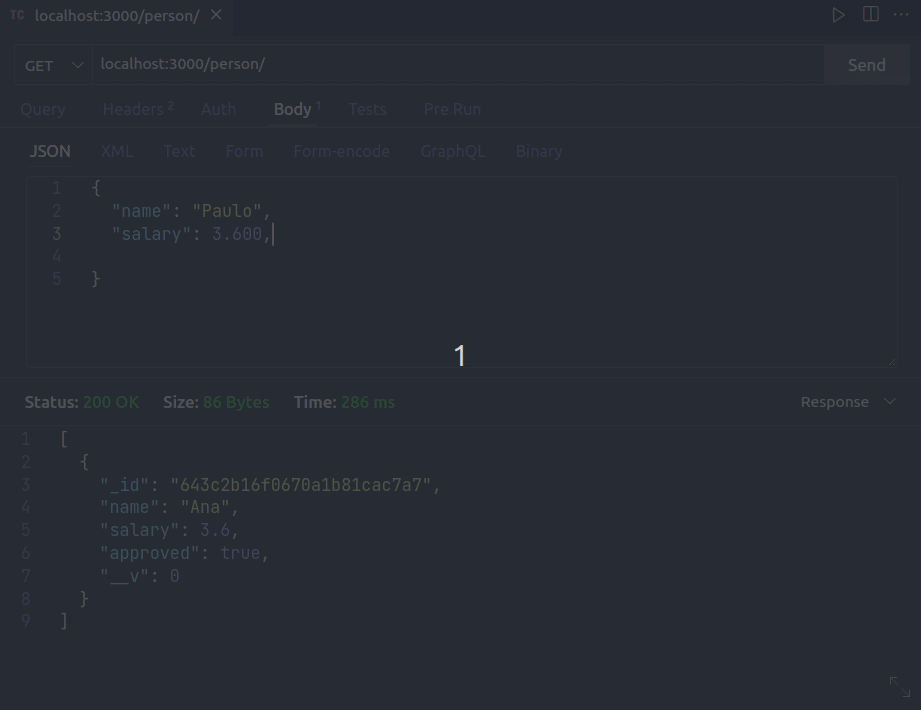 TC localhost:3000/person/
GET localhost:3000/person/ Send
Query Headers 2 Auth Body 1 Tests Pre Run
JSON XML Text Form Form-encode GraphQL Binary
1 {
2 "name": "Paulo",
3 "salary": 3.600,
4
5 }
1
Status: 200 OK Size: 86 Bytes Time: 286 ms Response
1 [
2 {
3 "_id": "643c2b16f0670a1b81cac7a7",
4 "name": "Ana",
5 "salary": 3.6,
6 "approved": true,
7 "__v": 0
8 }
9 ]